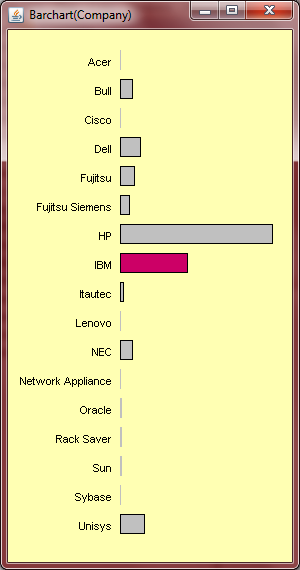 Barchart(Company)
Acer
Bull
Cisco
Dell
Fujitsu
Fujitsu Siemens
HP
IBM
Itautec
Lenovo
NEC
Network Appliance
Oracle
Rack Saver
Sun
Sybase
Unisys